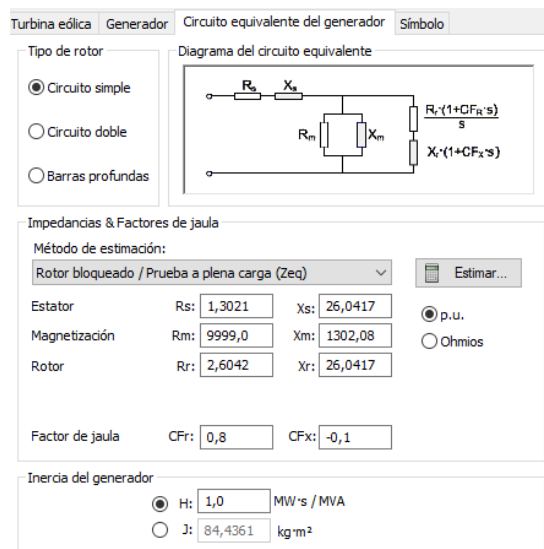 Turbina eólica Generador Circuito equivalente del generador Símbolo
Tipo de rotor
Circuito simple
Circuito doble
Barras profundas
Diagrama del circuito equivalente
Rs Xs
Rm Xm
Rr·(1+CFR·s)
s
Xr·(1+CFX·s)
Impedancias & Factores de jaula
Método de estimación:
Rotor bloqueado / Prueba a plena carga (Zeq) Estimar...
Estator Rs: 1,3021 Xs: 26,0417 p.u.
Magnetización Rm: 9999,0 Xm: 1302,08 Ohmios
Rotor Rr: 2,6042 Xr: 26,0417
Factor de jaula CFr: 0,8 CFx: -0,1
Inercia del generador
H: 1,0 MW·s / MVA
J: 84,4361 kg·m²